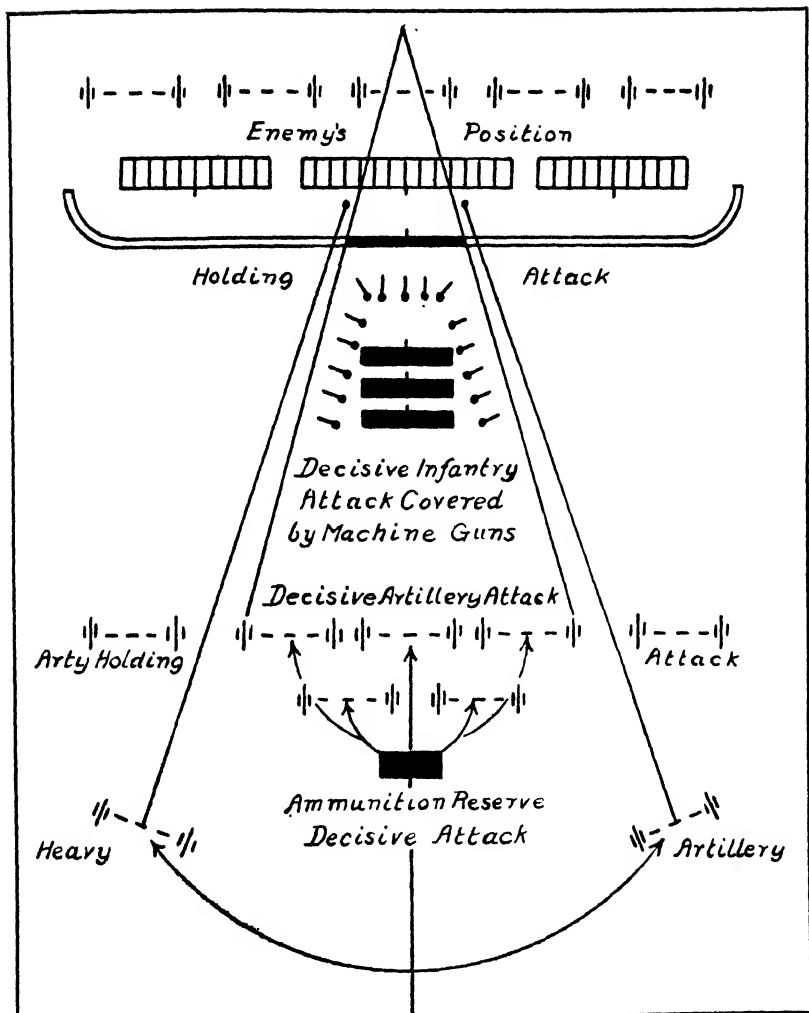 Enemy's Position
Holding Attack
Decisive Infantry
Attack Covered
by Machine Guns
Decisive Artillery Attack
Arty Holding Attack
Ammunition Reserve
Decisive Attack
Heavy Artillery